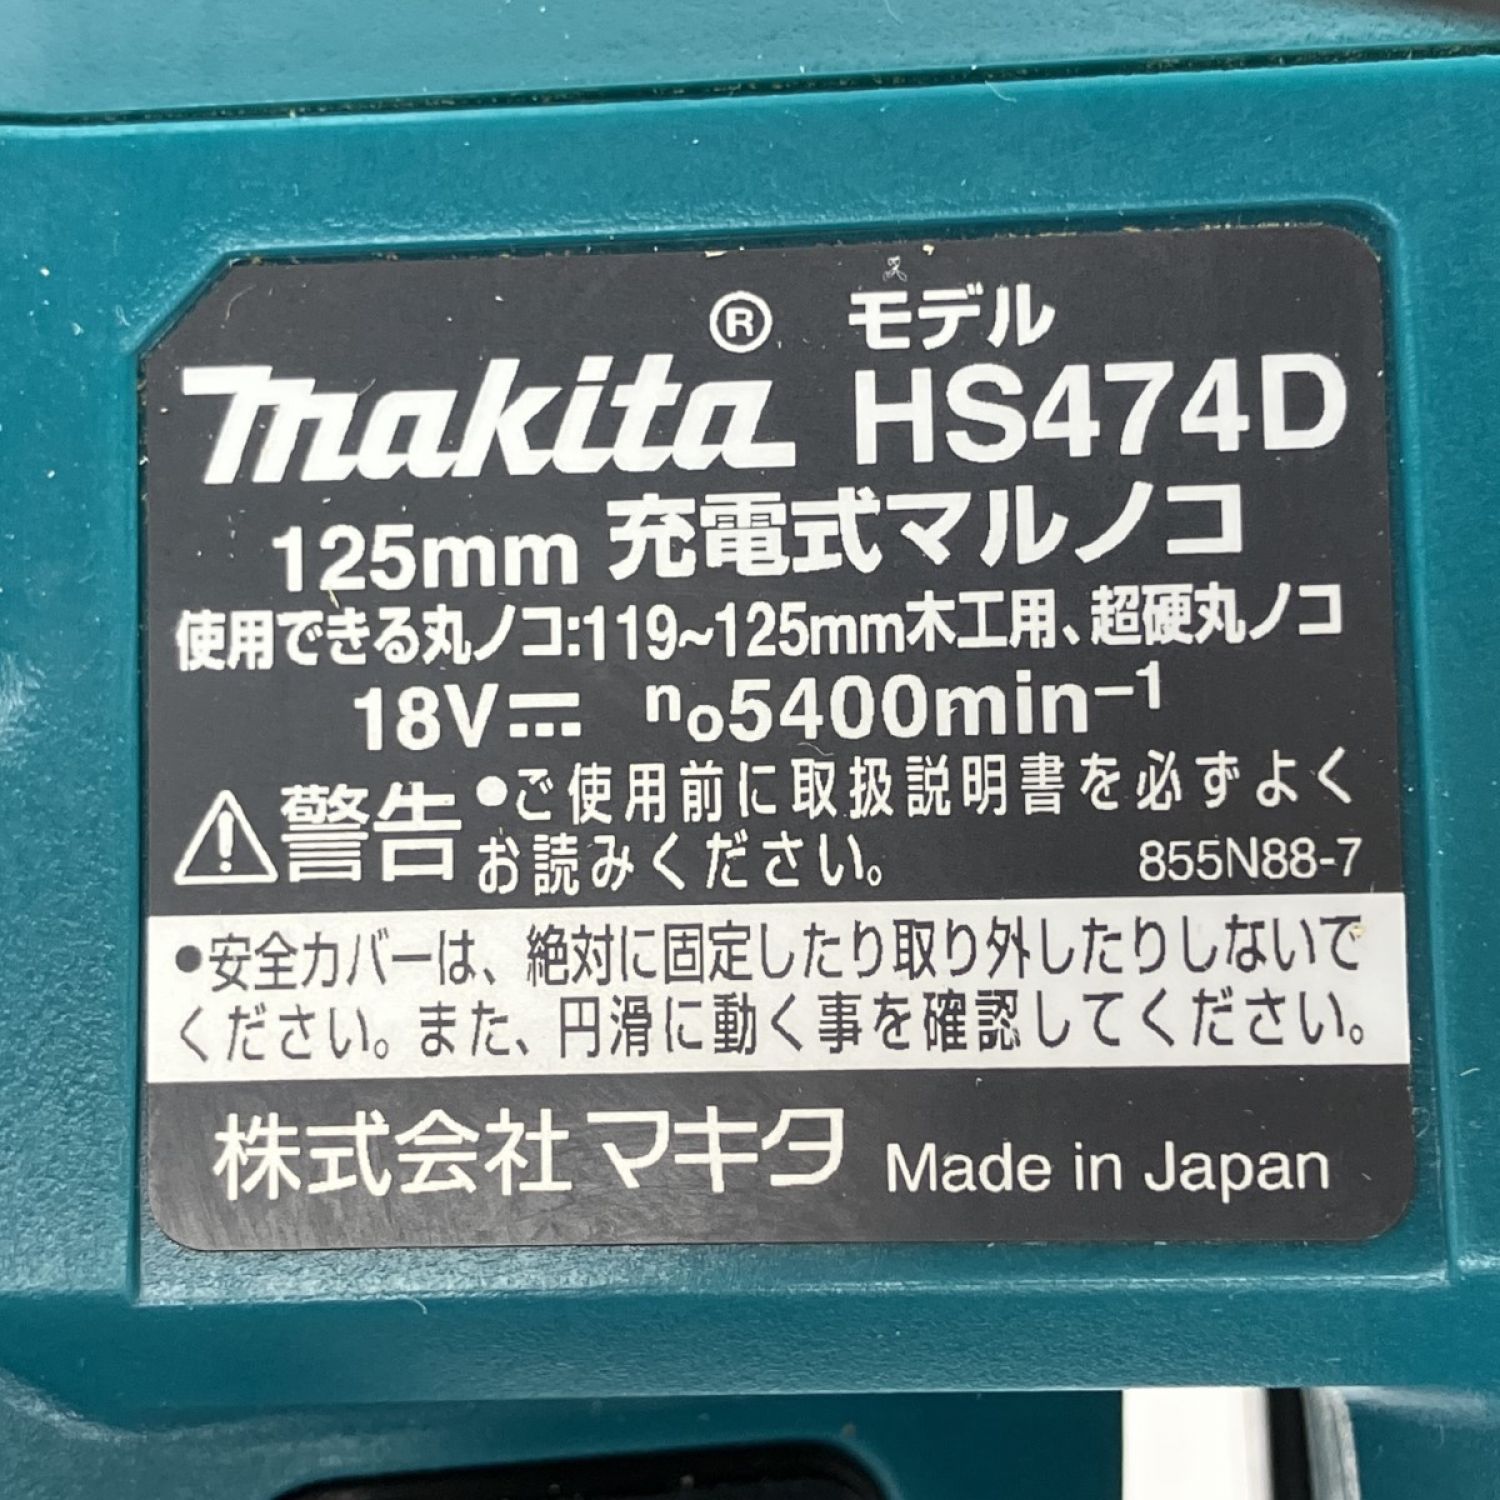 makita® モデル HS474D
125mm 充電式マルノコ
使用できる丸ノコ:119~125mm木工用、超硬丸ノコ
18V⎓ n₀5400min⁻¹
⚠警告 ●ご使用前に取扱説明書を必ずよく
お読みください。 855N88-7
●安全カバーは、絶対に固定したり取り外したりしないで
ください。また、円滑に動く事を確認してください。
株式会社マキタ Made in Japan